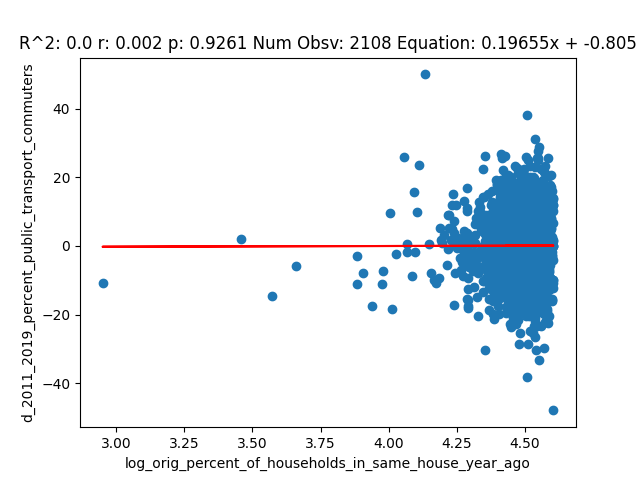 R^2: 0.0 r: 0.002 p: 0.9261 Num Obsv: 2108 Equation: 0.19655x + -0.805
d_2011_2019_percent_public_transport_commuters
40
20
0
−20
−40
3.00 3.25 3.50 3.75 4.00 4.25 4.50
log_orig_percent_of_households_in_same_house_year_ago